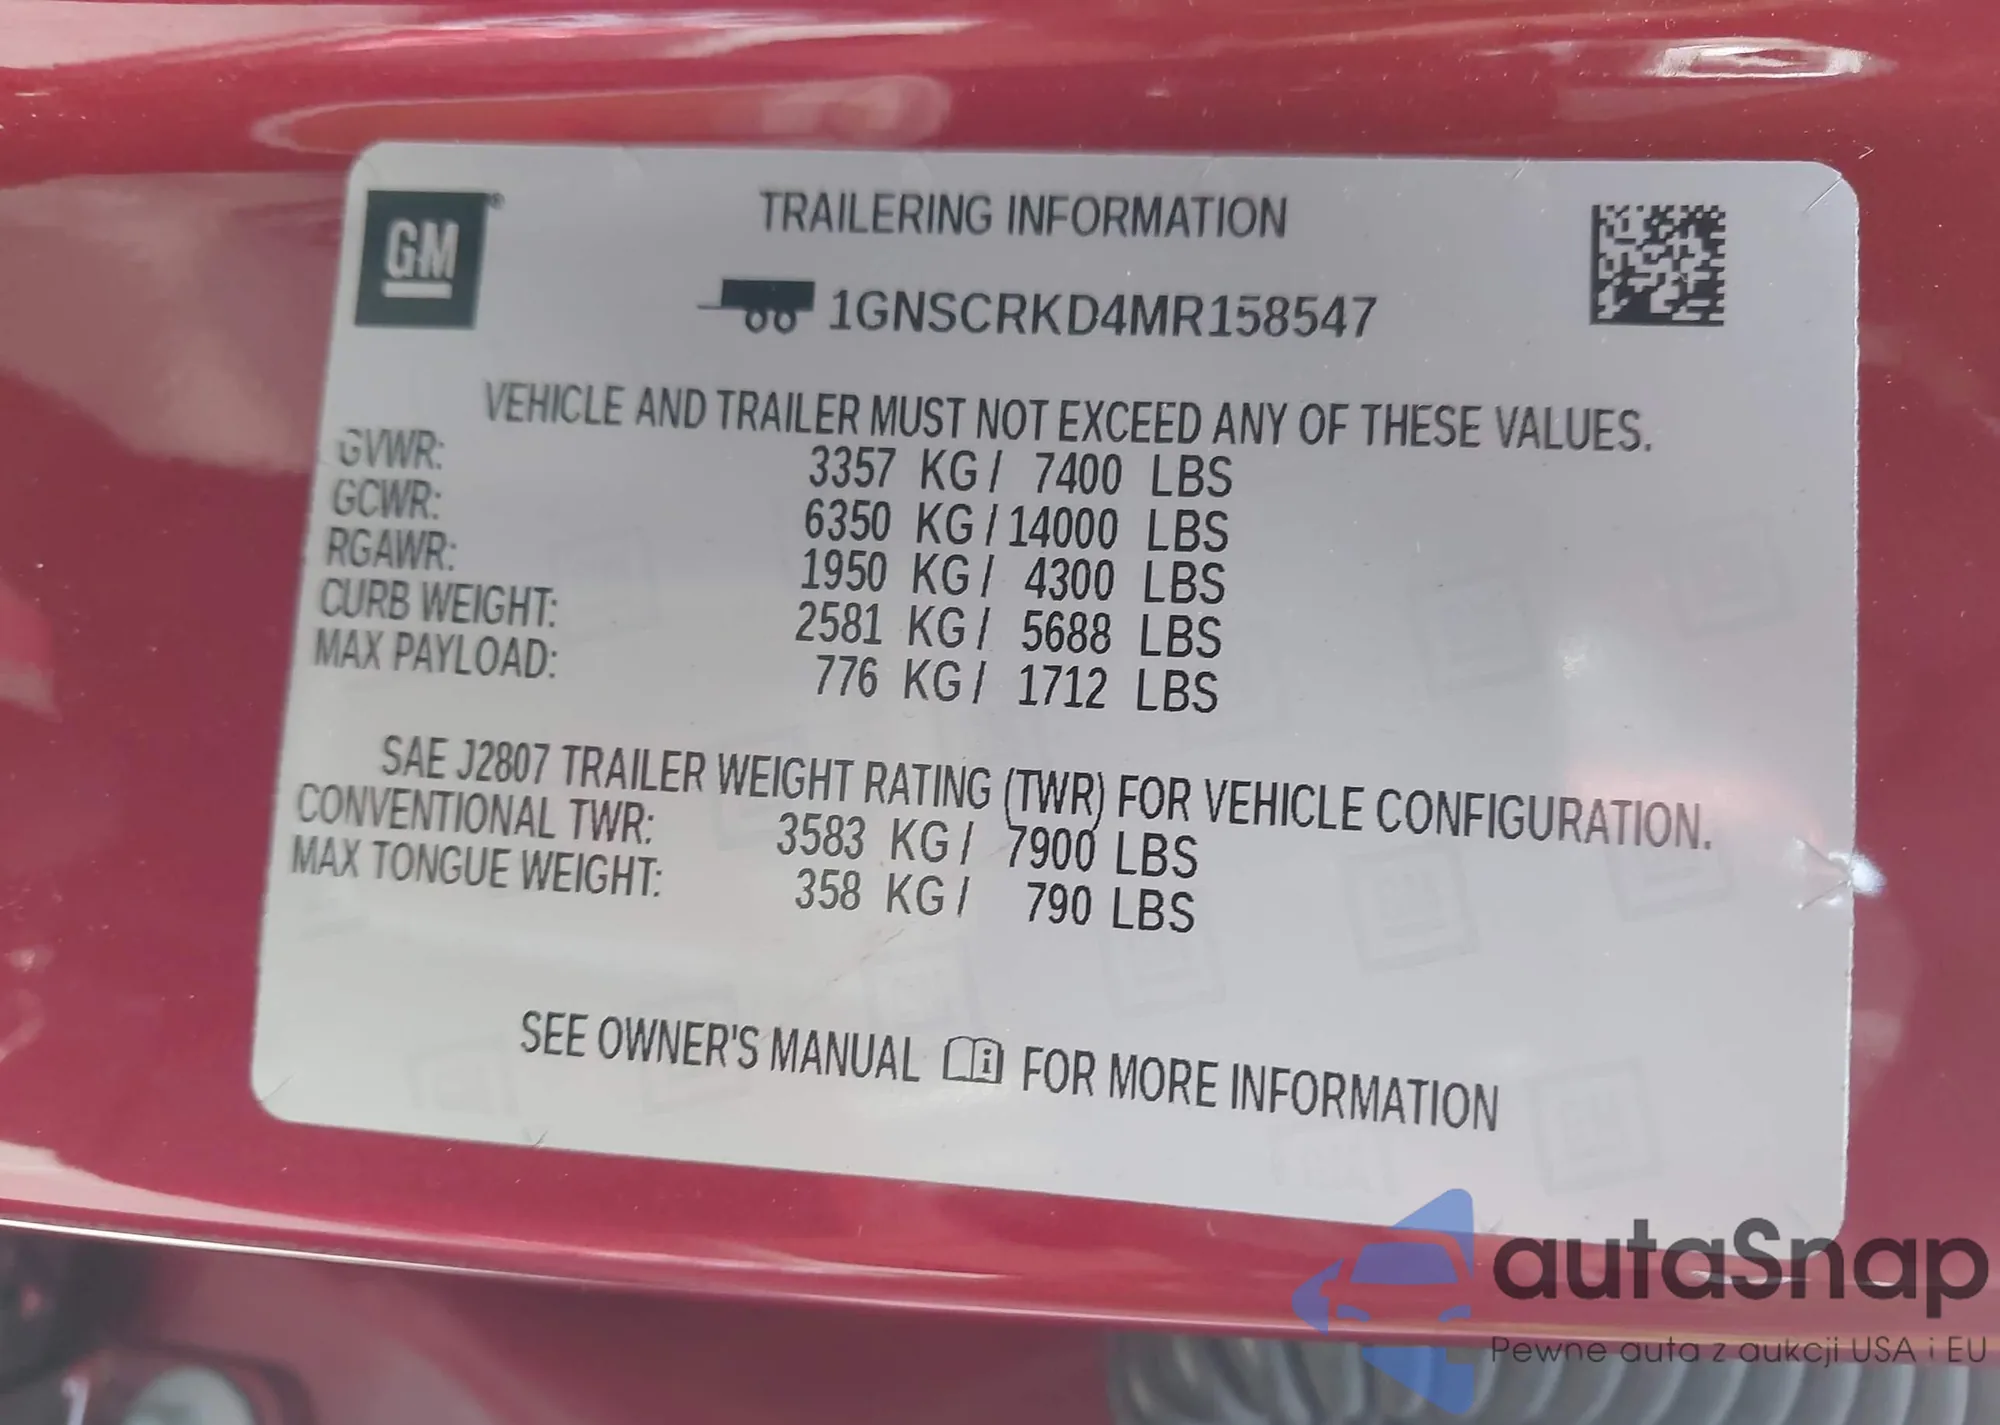 GM®
TRAILERING INFORMATION
1GNSCRKD4MR158547
VEHICLE AND TRAILER MUST NOT EXCEED ANY OF THESE VALUES.
GVWR: 3357 KG / 7400 LBS
GCWR: 6350 KG / 14000 LBS
RGAWR: 1950 KG / 4300 LBS
CURB WEIGHT: 2581 KG / 5688 LBS
MAX PAYLOAD: 776 KG / 1712 LBS
SAE J2807 TRAILER WEIGHT RATING (TWR) FOR VEHICLE CONFIGURATION.
CONVENTIONAL TWR: 3583 KG / 7900 LBS
MAX TONGUE WEIGHT: 358 KG / 790 LBS
SEE OWNER'S MANUAL FOR MORE INFORMATION
autaSnap
Pewne auta z aukcji USA i EU